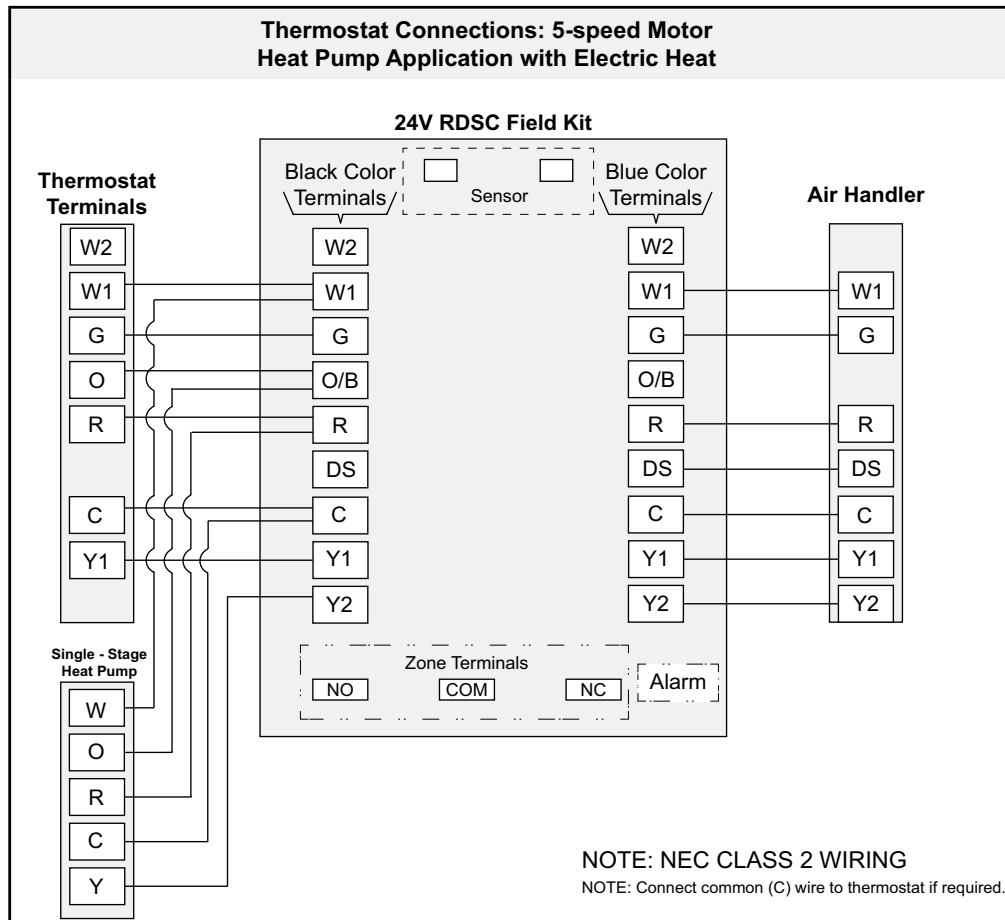 Thermostat Connections: 5-speed Motor
Heat Pump Application with Electric Heat
24V RDSC Field Kit
Thermostat
Terminals
W2
W1
G
O
R
C
Y1
Single - Stage
Heat Pump
W
O
R
C
Y
Black Color
Terminals
W2
W1
G
O/B
R
DS
C
Y1
Y2
Sensor
Blue Color
Terminals
W2
W1
G
O/B
R
DS
C
Y1
Y2
Zone Terminals
NO
COM
NC
Alarm
Air Handler
W1
G
R
DS
C
Y1
Y2
NOTE: NEC CLASS 2 WIRING
NOTE: Connect common (C) wire to thermostat if required.